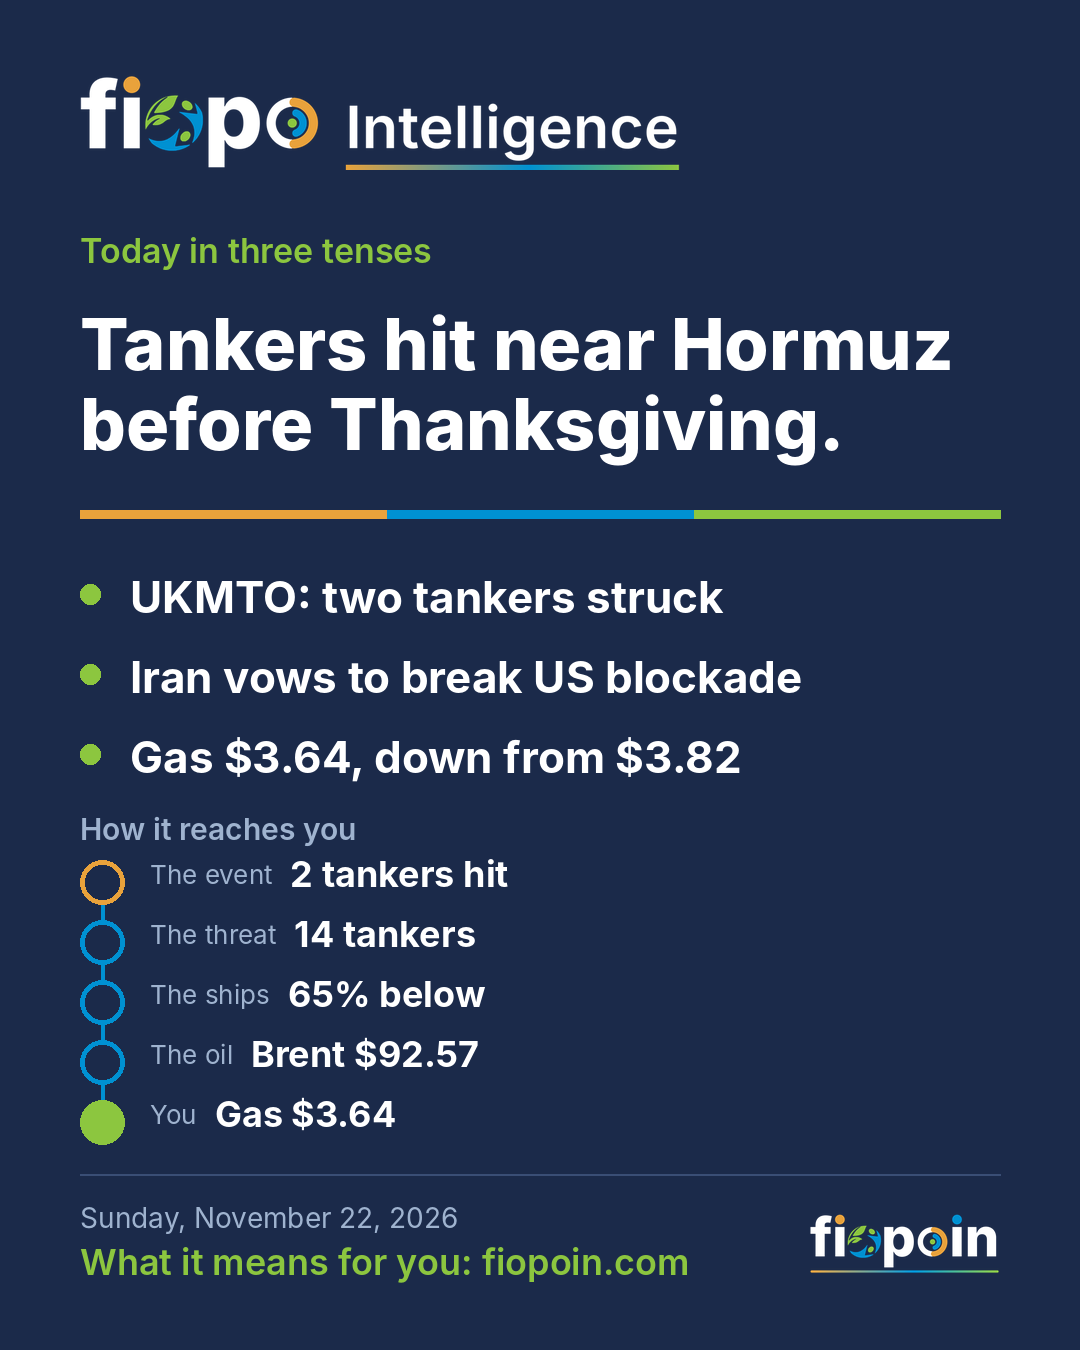 fiopo Intelligence
Today in three tenses
Tankers hit near Hormuz
before Thanksgiving.
UKMTO: two tankers struck
Iran vows to break US blockade
Gas $3.64, down from $3.82
How it reaches you
The event 2 tankers hit
The threat 14 tankers
The ships 65% below
The oil Brent $92.57
You Gas $3.64
Sunday, November 22, 2026
What it means for you: fiopoin.com
fiopoin